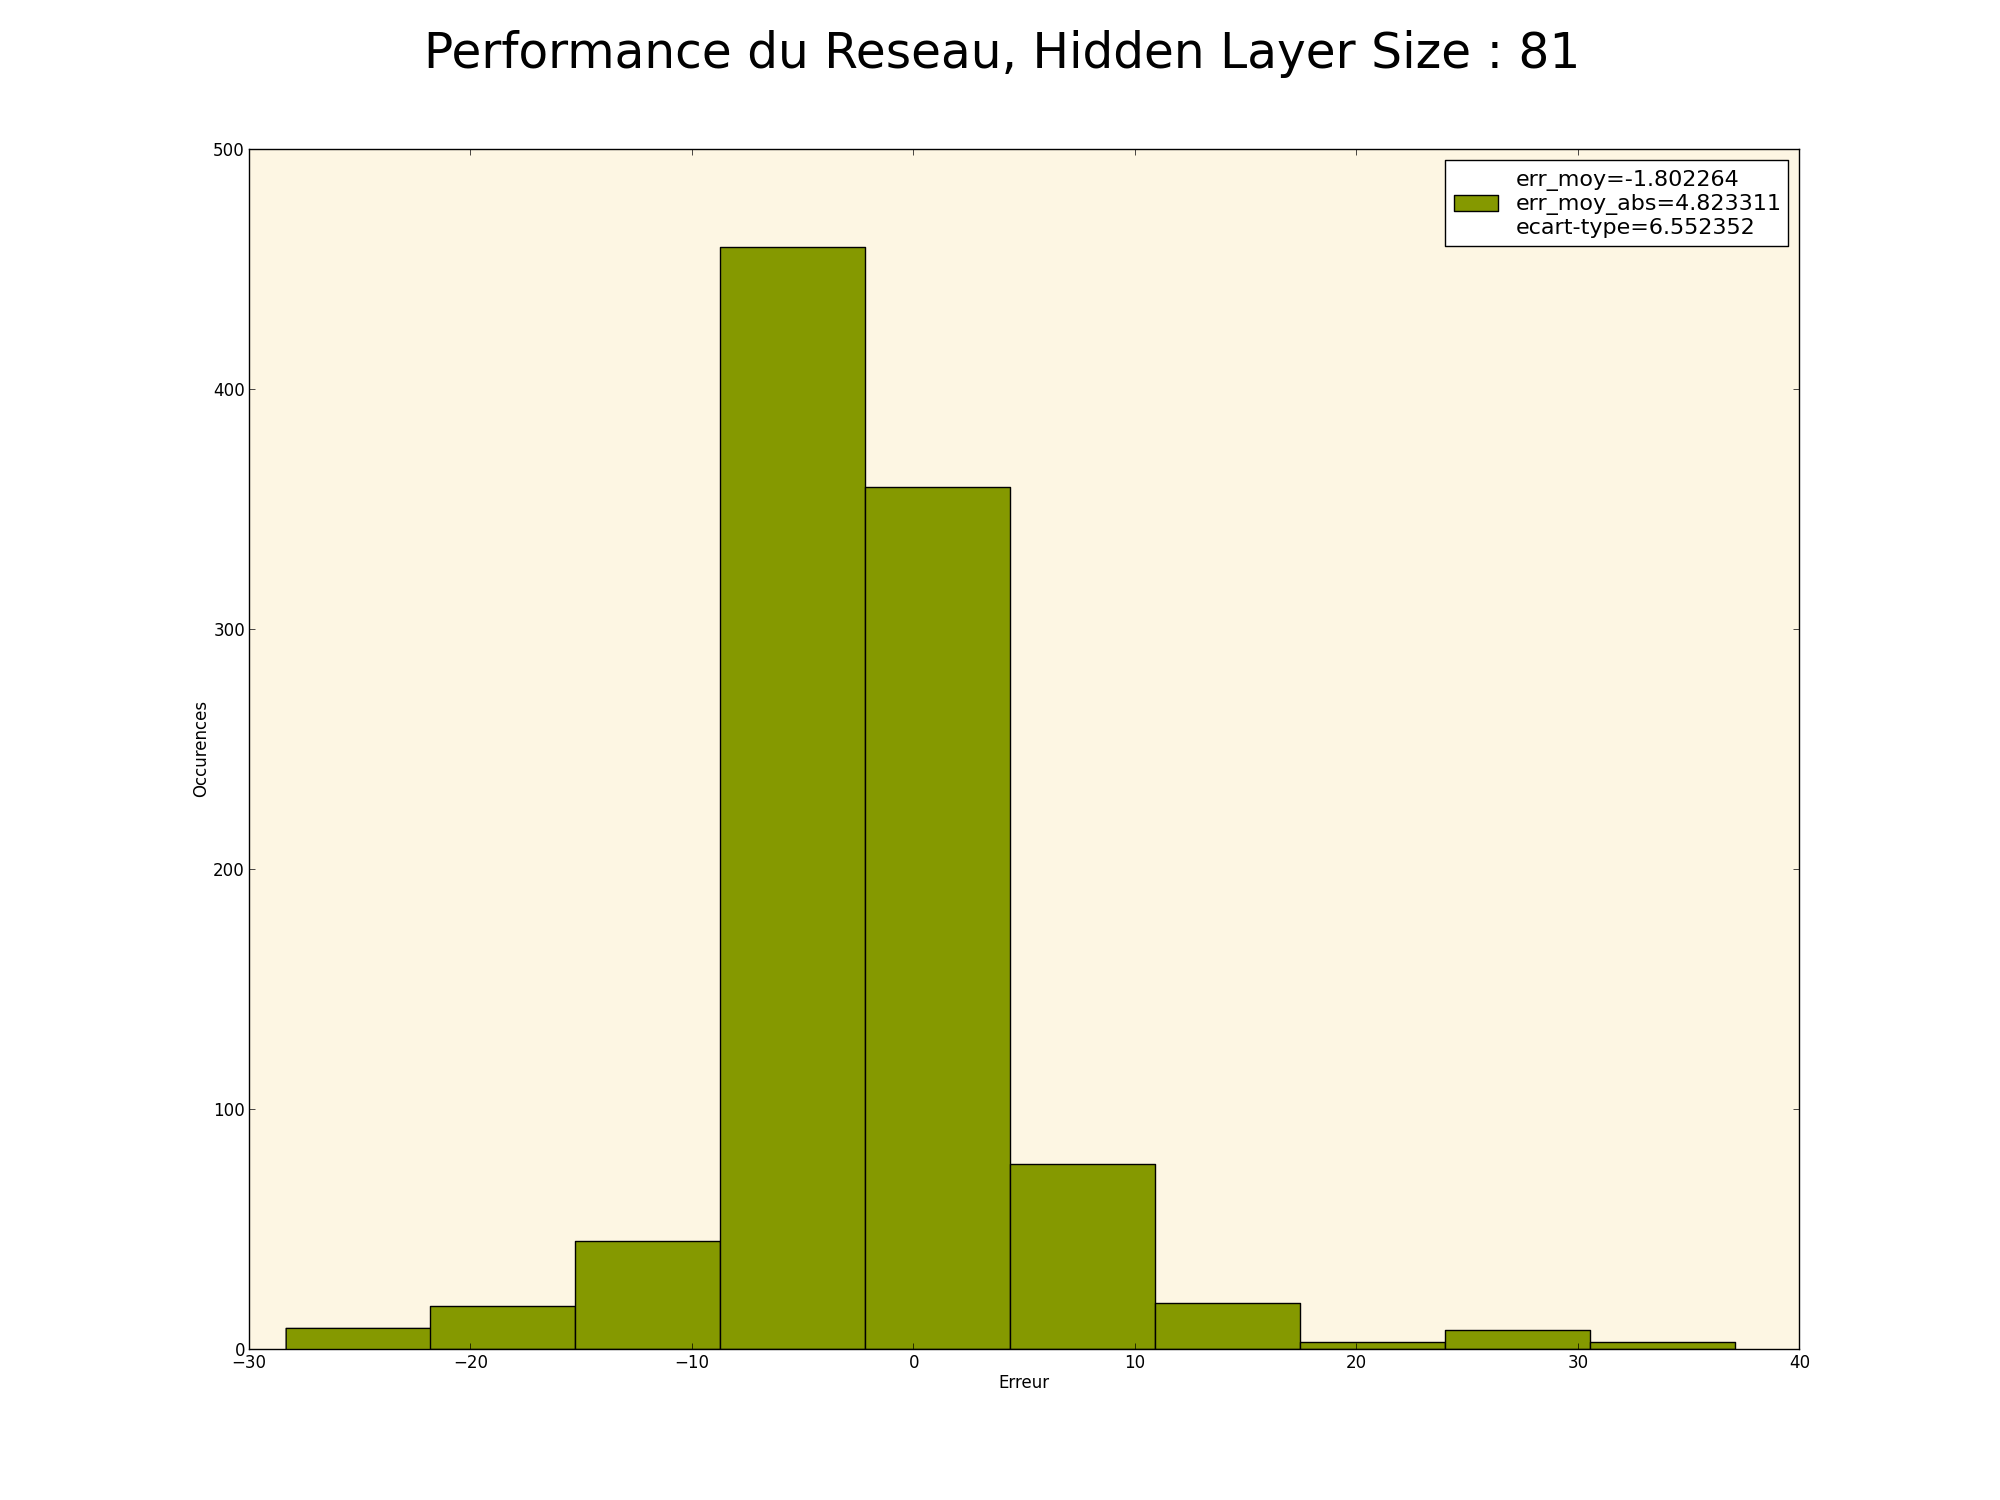 Performance du Reseau, Hidden Layer Size : 81
err_moy=-1.802264
err_moy_abs=4.823311
ecart-type=6.552352
500
400
300
200
100
0
Occurences
−30 −20 −10 0 10 20 30 40
Erreur